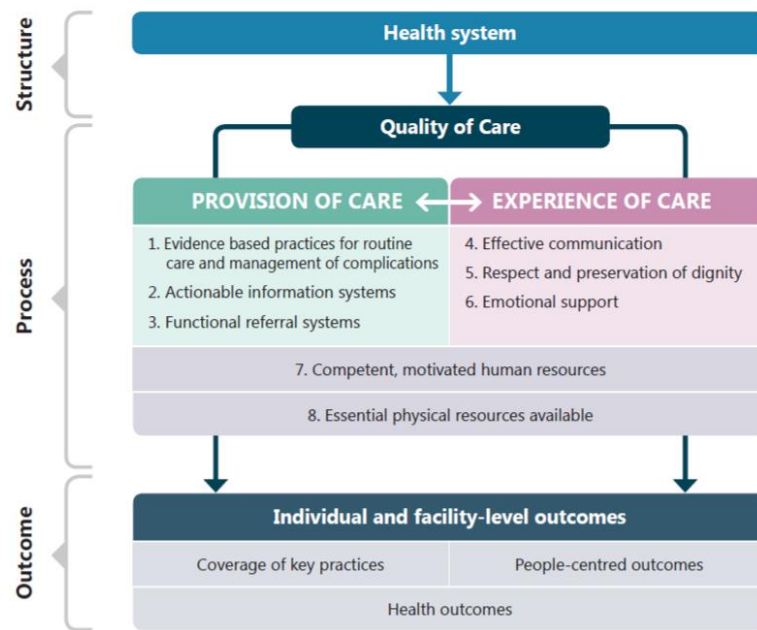 Structure
Health system
Process
Quality of Care
PROVISION OF CARE
EXPERIENCE OF CARE
1. Evidence based practices for routine
care and management of complications
2. Actionable information systems
3. Functional referral systems
4. Effective communication
5. Respect and preservation of dignity
6. Emotional support
7. Competent, motivated human resources
8. Essential physical resources available
Outcome
Individual and facility-level outcomes
Coverage of key practices
People-centred outcomes
Health outcomes